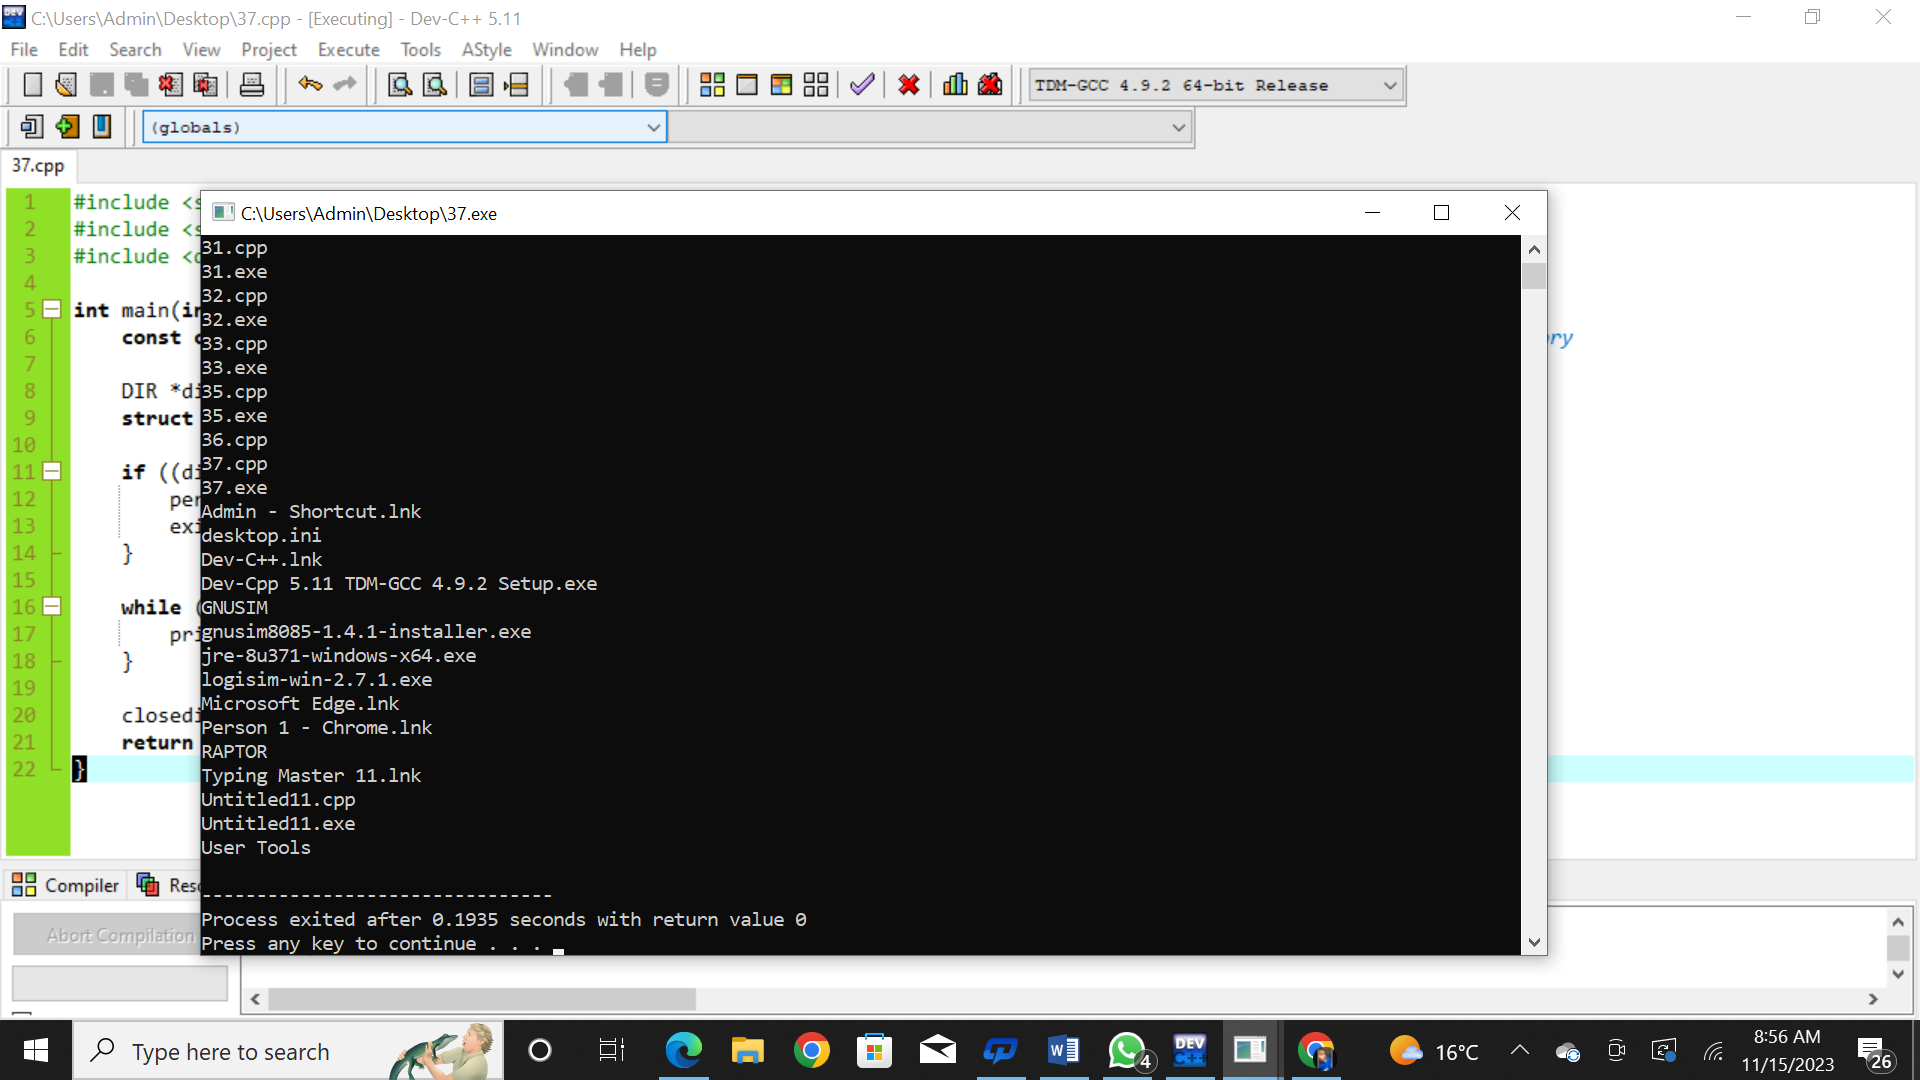 C:\Users\Admin\Desktop\37.cpp - [Executing] - Dev-C++ 5.11
File Edit Search View Project Execute Tools AStyle Window Help
TDM-GCC 4.9.2 64-bit Release
(globals)
37.cpp
1 #include <s
2 #include <s
3 #include <
4
5 int main(in
6 const
7
8 DIR *di
9 struct
10
11 if ((di
12 per
13 exi
14 }
15
16 while (
17 pri
18 }
19
20 closedi
21 return
22 }
ry
C:\Users\Admin\Desktop\37.exe
31.cpp
31.exe
32.cpp
32.exe
33.cpp
33.exe
35.cpp
35.exe
36.cpp
37.cpp
37.exe
Admin - Shortcut.lnk
desktop.ini
Dev-C++.lnk
Dev-Cpp 5.11 TDM-GCC 4.9.2 Setup.exe
GNUSIM
gnusim8085-1.4.1-installer.exe
jre-8u371-windows-x64.exe
logisim-win-2.7.1.exe
Microsoft Edge.lnk
Person 1 - Chrome.lnk
RAPTOR
Typing Master 11.lnk
Untitled11.cpp
Untitled11.exe
User Tools
--------------------------------
Process exited after 0.1935 seconds with return value 0
Press any key to continue . . .
Compiler Res
Abort Compilation
Type here to search
4
DEV C++
16°C
8:56 AM
11/15/2023
26